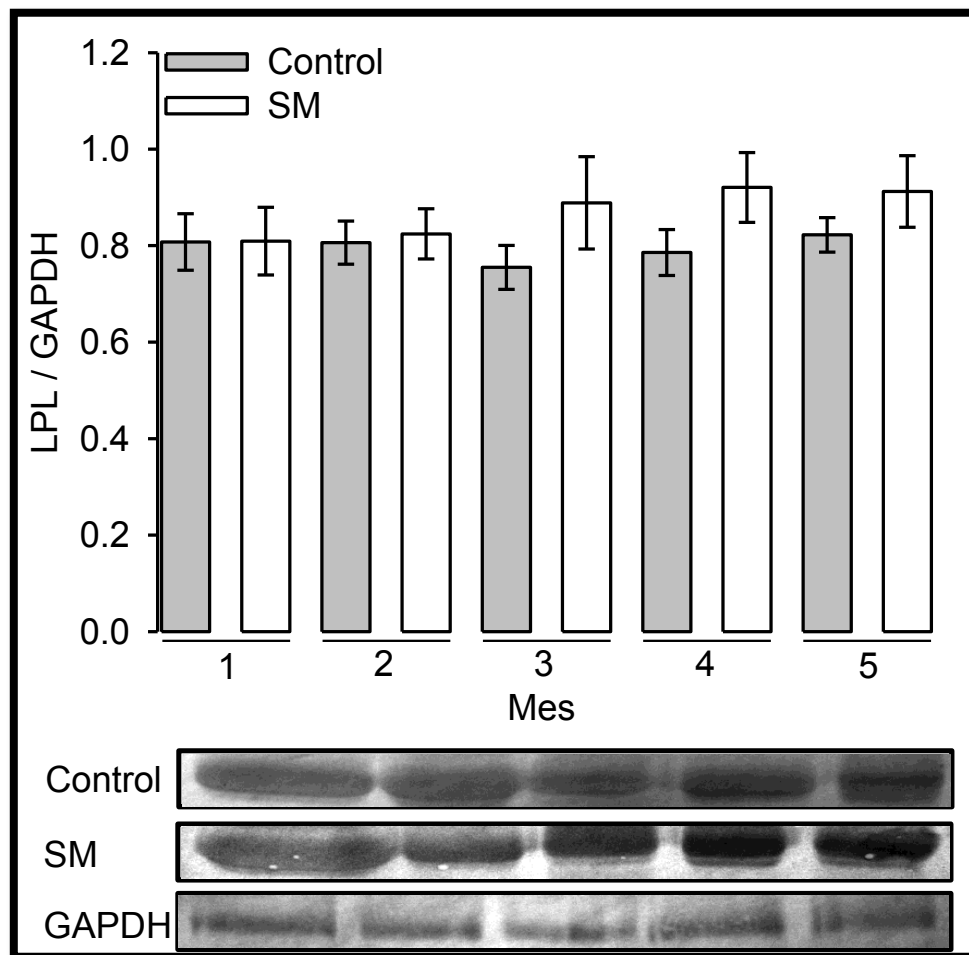 1.2
1.0
0.8
0.6
0.4
0.2
0.0
LPL / GAPDH
Control
SM
1 2 3 4 5
Mes
Control
SM
GAPDH